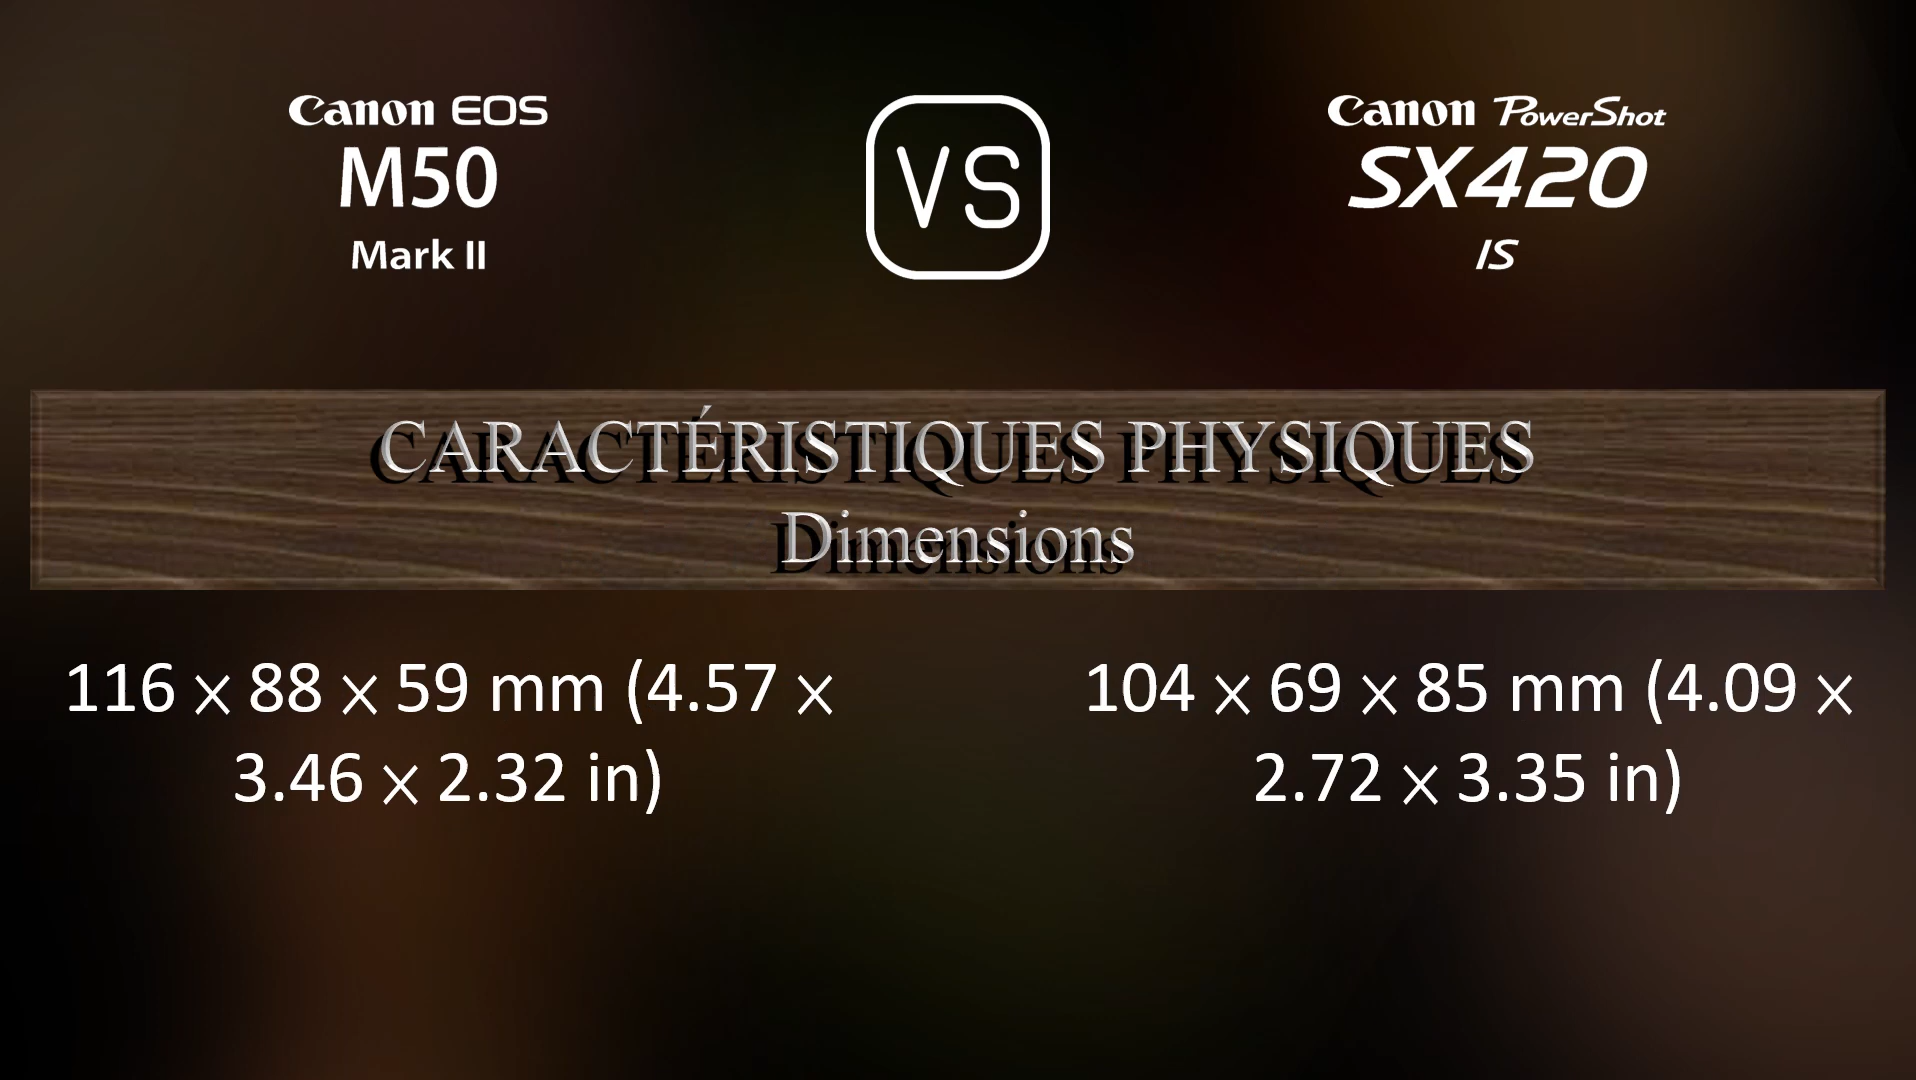 Canon EOS
M50
Mark II
VS
Canon PowerShot
SX420
IS
CARACTÉRISTIQUES PHYSIQUES
Dimensions
116 x 88 x 59 mm (4.57 x
3.46 x 2.32 in)
104 x 69 x 85 mm (4.09 x
2.72 x 3.35 in)